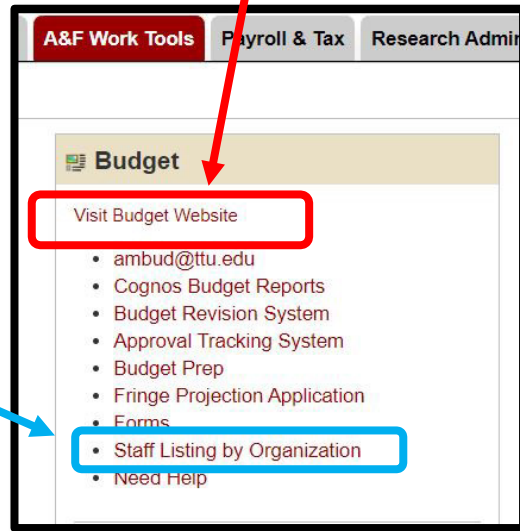 A&F Work Tools Payroll & Tax Research Admin
Budget
Visit Budget Website
ambud@ttu.edu
Cognos Budget Reports
Budget Revision System
Approval Tracking System
Budget Prep
Fringe Projection Application
Forms
Staff Listing by Organization
Need Help